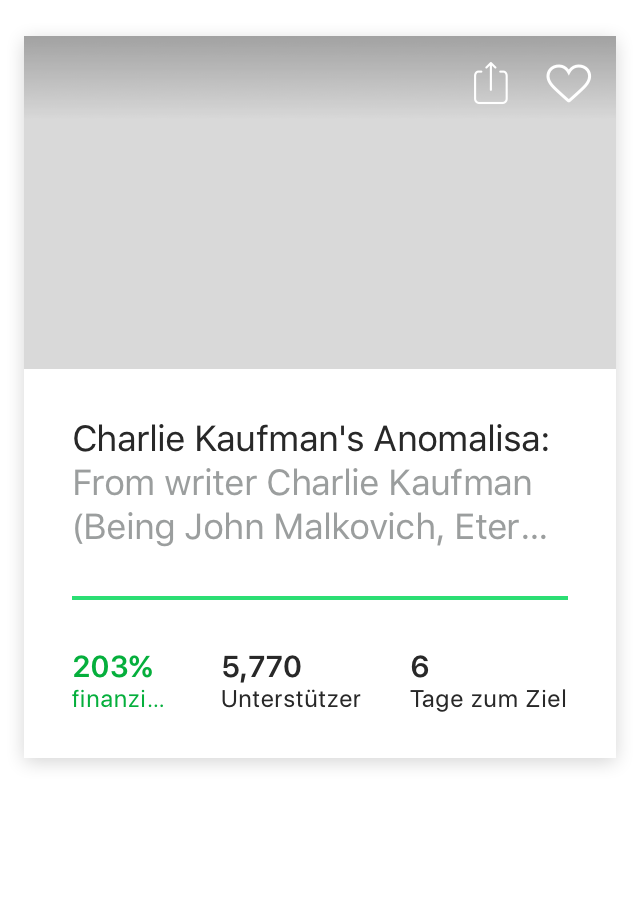 Charlie Kaufman's Anomalisa:
From writer Charlie Kaufman
(Being John Malkovich, Eter...
203% 5,770 6
finanzi... Unterstützer Tage zum Ziel